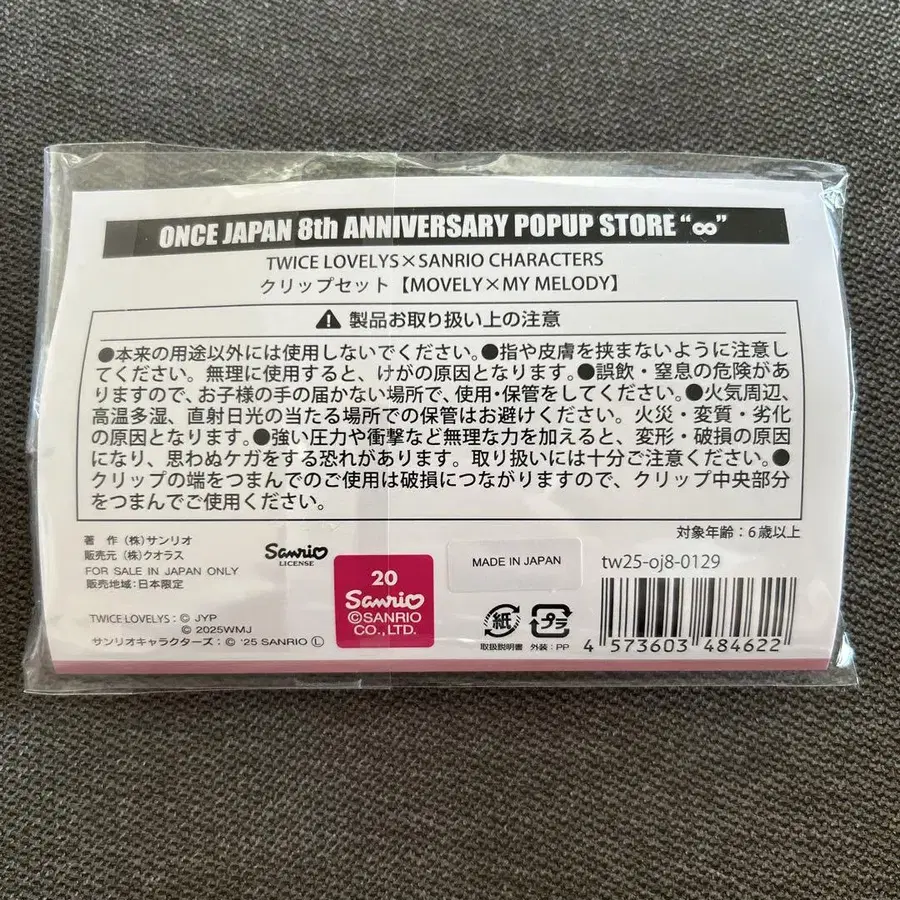 ONCE JAPAN 8th ANNIVERSARY POPUP STORE “∞”
TWICE LOVELYS×SANRIO CHARACTERS
クリップセット【MOVELY×MY MELODY】
⚠ 製品お取り扱い上の注意
●本来の用途以外には使用しないでください。●指や皮膚を挟まないように注意し
てください。無理に使用すると、けがの原因となります。●誤飲・窒息の危険があ
りますので、お子様の手の届かない場所で、使用・保管をしてください。●火気周辺、
高温多湿、直射日光の当たる場所での保管はお避けください。火災・変質・劣化
の原因となります。●強い圧力や衝撃など無理な力を加えると、変形・破損の原因
になり、思わぬケガをする恐れがあります。取り扱いには十分ご注意ください。●
クリップの端をつまんでのご使用は破損につながりますので、クリップ中央部分
をつまんでご使用ください。
対象年齢：6歳以上
著 作（株）サンリオ
販売元（株）クオラス
FOR SALE IN JAPAN ONLY
販売地域：日本限定
TWICE LOVELYS：© JYP
© 2025WMJ
サンリオキャラクターズ：© '25 SANRIO Ⓛ
Sanrio
LICENSE
20
Sanrio
©SANRIO
CO.,LTD.
MADE IN JAPAN
tw25-oj8-0129
紙
取扱説明書
プラ
外装：PP
4 573603 484622